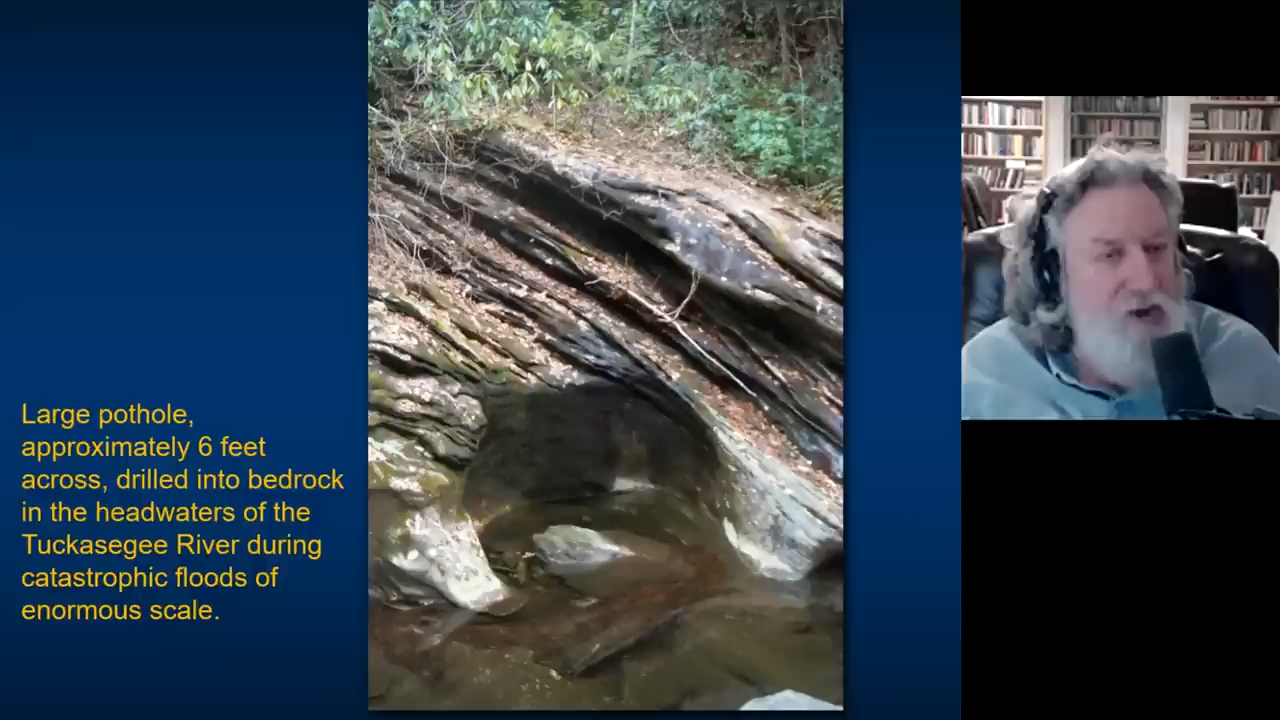 Large pothole,
approximately 6 feet
across, drilled into bedrock
in the headwaters of the
Tuckasegee River during
catastrophic floods of
enormous scale.